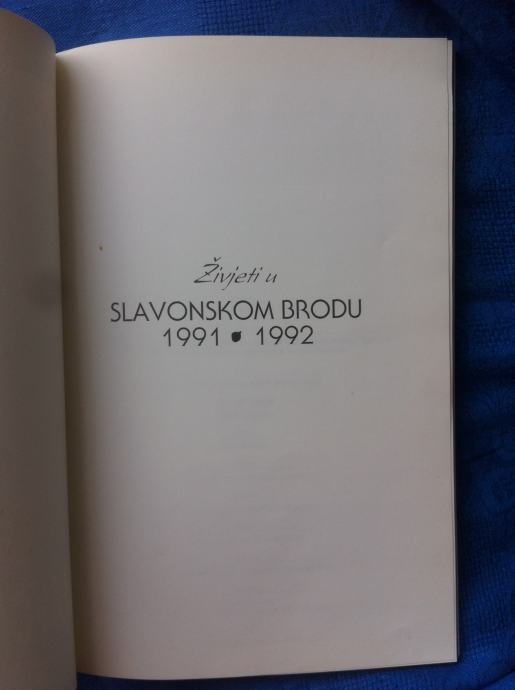 Živjeti u
SLAVONSKOM BRODU
1991 • 1992